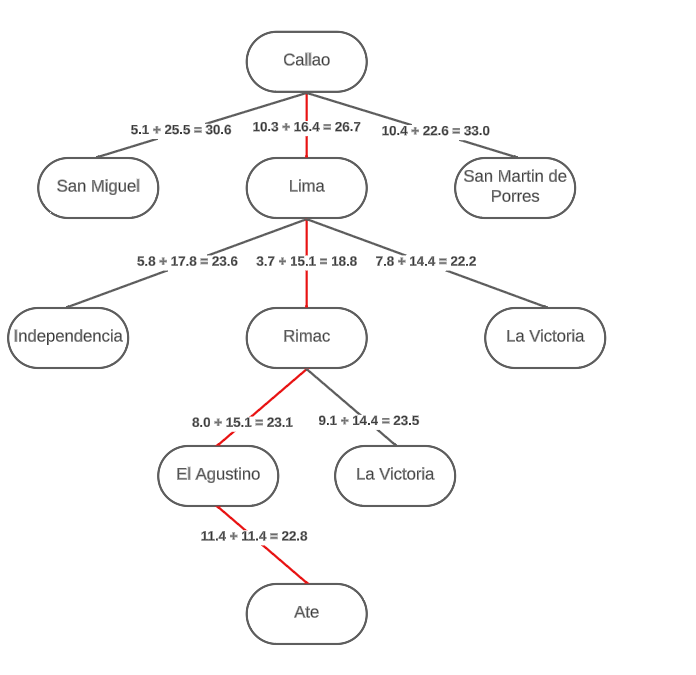 Callao
5.1 + 25.5 = 30.6
10.3 + 16.4 = 26.7
10.4 + 22.6 = 33.0
San Miguel
Lima
San Martin de
Porres
5.8 + 17.8 = 23.6
3.7 + 15.1 = 18.8
7.8 + 14.4 = 22.2
Independencia
Rimac
La Victoria
8.0 + 15.1 = 23.1
9.1 + 14.4 = 23.5
El Agustino
La Victoria
11.4 + 11.4 = 22.8
Ate